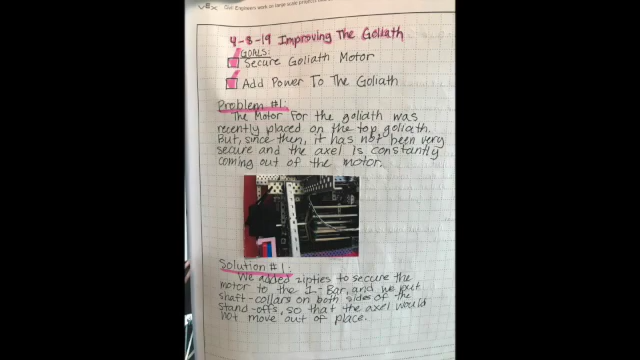 4-8-19 Improving The Goliath
GOALS:
Secure Goliath Motor
Add Power To The Goliath
Problem #1:
The Motor For the goliath was
recently placed on the top goliath.
But, since then, it has not been very
secure and the axel is constantly
coming out of the motor.
Solution #1:
We added zipties to secure the
motor to the 1-Bar, and we put
shaft-collars on both sides of the
stand-offs, so that the axel would
not move out of place.